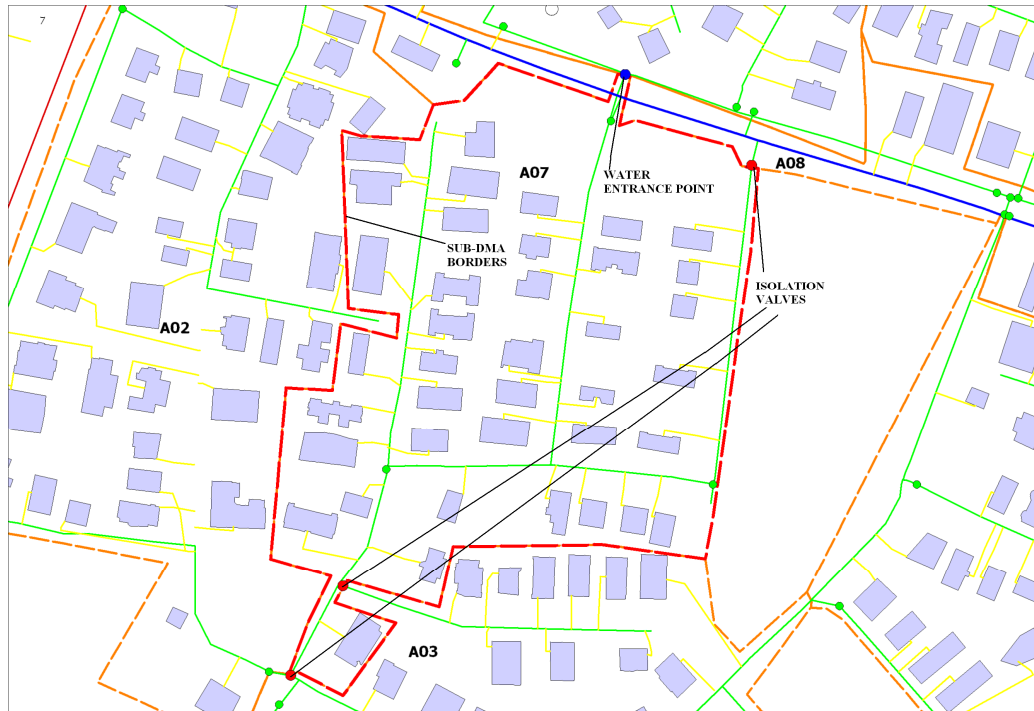 7
A07
A08
WATER
ENTRANCE POINT
SUB-DMA
BORDERS
ISOLATION
VALVES
A02
A03